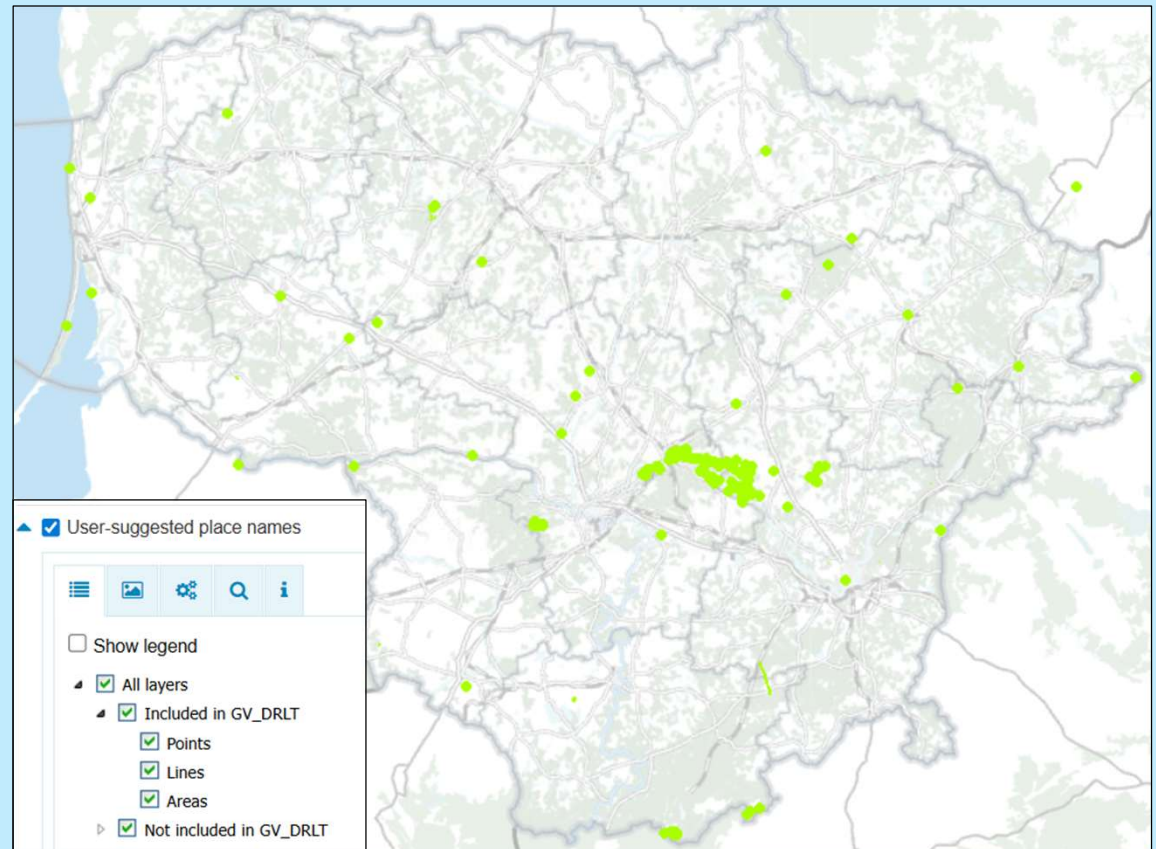 User-suggested place names
i
Show legend
All layers
Included in GV_DRLT
Points
Lines
Areas
Not included in GV_DRLT